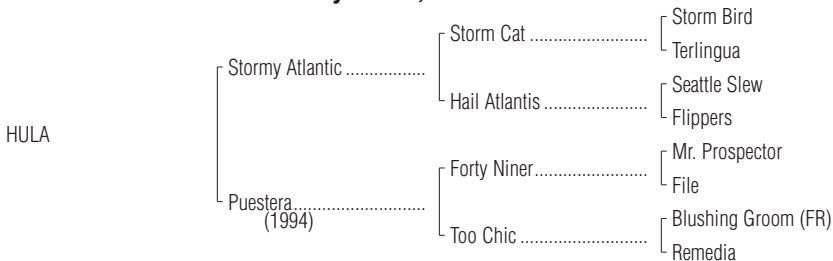 Storm Bird
Storm Cat ..........................
Terlingua
Stormy Atlantic .................
Seattle Slew
Hail Atlantis .......................
Flippers
HULA
Mr. Prospector
Forty Niner.........................
File
Puestera............................
(1994)
Blushing Groom (FR)
Too Chic ............................
Remedia